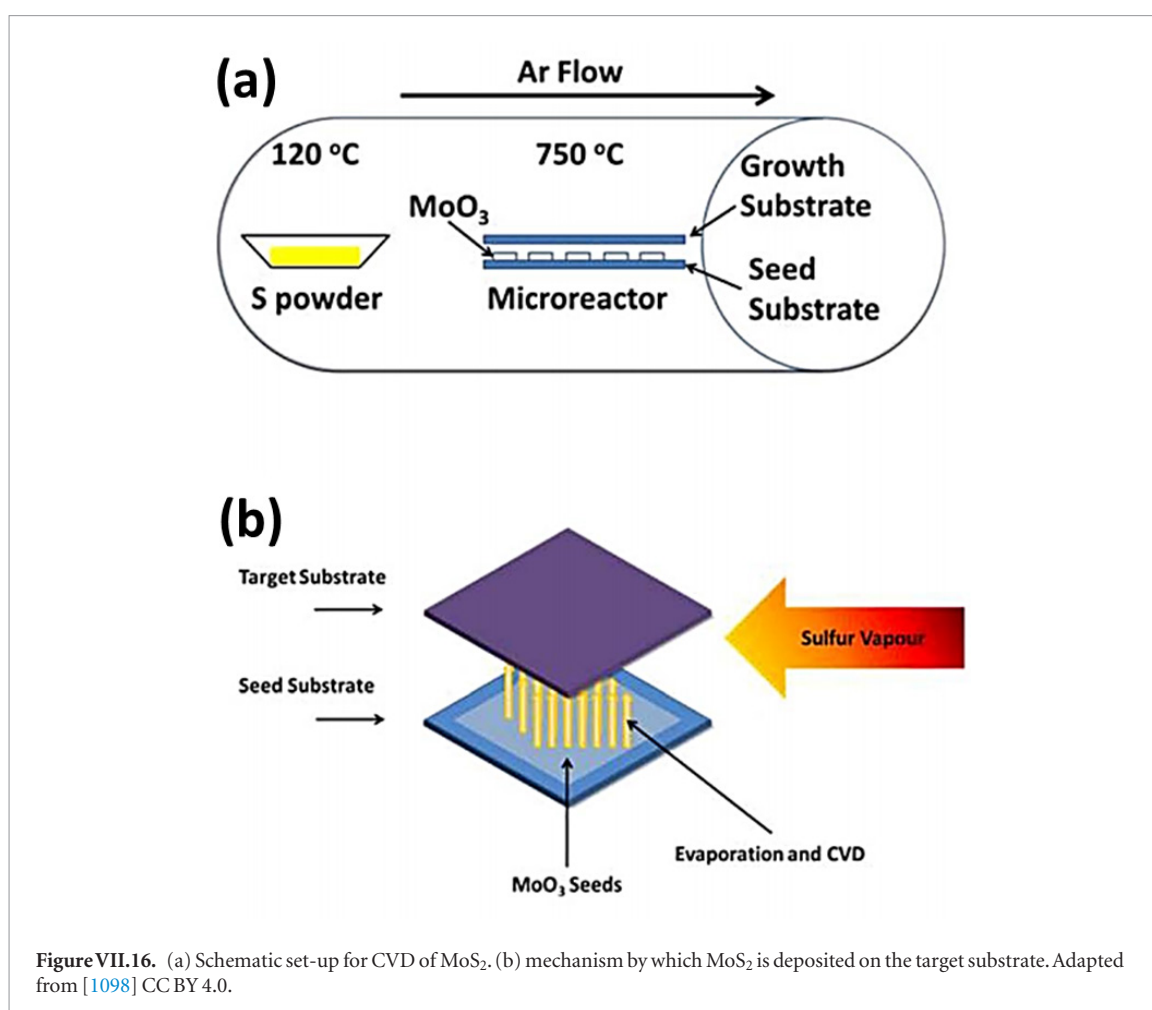 (a)
Ar Flow
120 °C
750 °C
Growth
Substrate
MoO₃
Seed
Substrate
S powder
Microreactor
(b)
Target Substrate
Sulfur Vapour
Seed Substrate
Evaporation and CVD
MoO₃ Seeds
Figure VII.16. (a) Schematic set-up for CVD of MoS₂. (b) mechanism by which MoS₂ is deposited on the target substrate. Adapted
from [1098] CC BY 4.0.